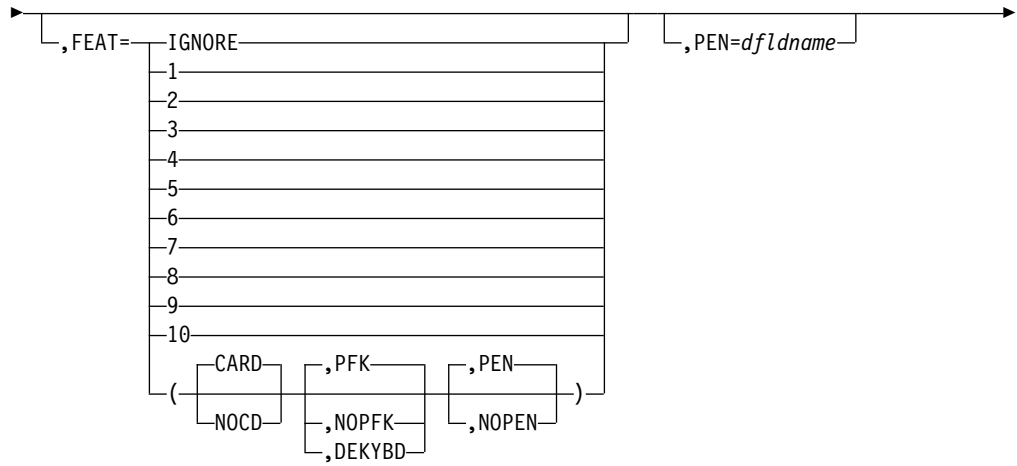 ,FEAT= IGNORE ,PEN=dfldname
1
2
3
4
5
6
7
8
9
10
CARD ,PFK ,PEN
( )
NOCD ,NOPFK ,NOPEN
,DEKYBD